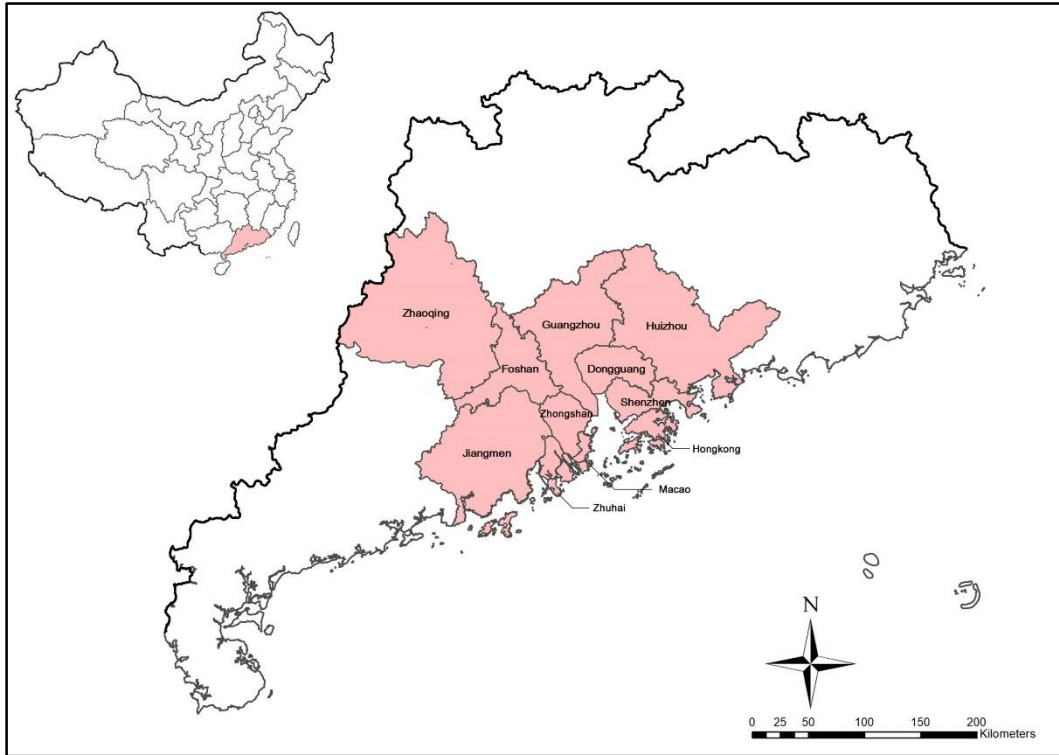 Zhaoqing
Guangzhou
Huizhou
Foshan
Dongguang
Shenzhen
Zhongshan
Jiangmen
Hongkong
Macao
Zhuhai
N
0 25 50 100 150 200
Kilometers